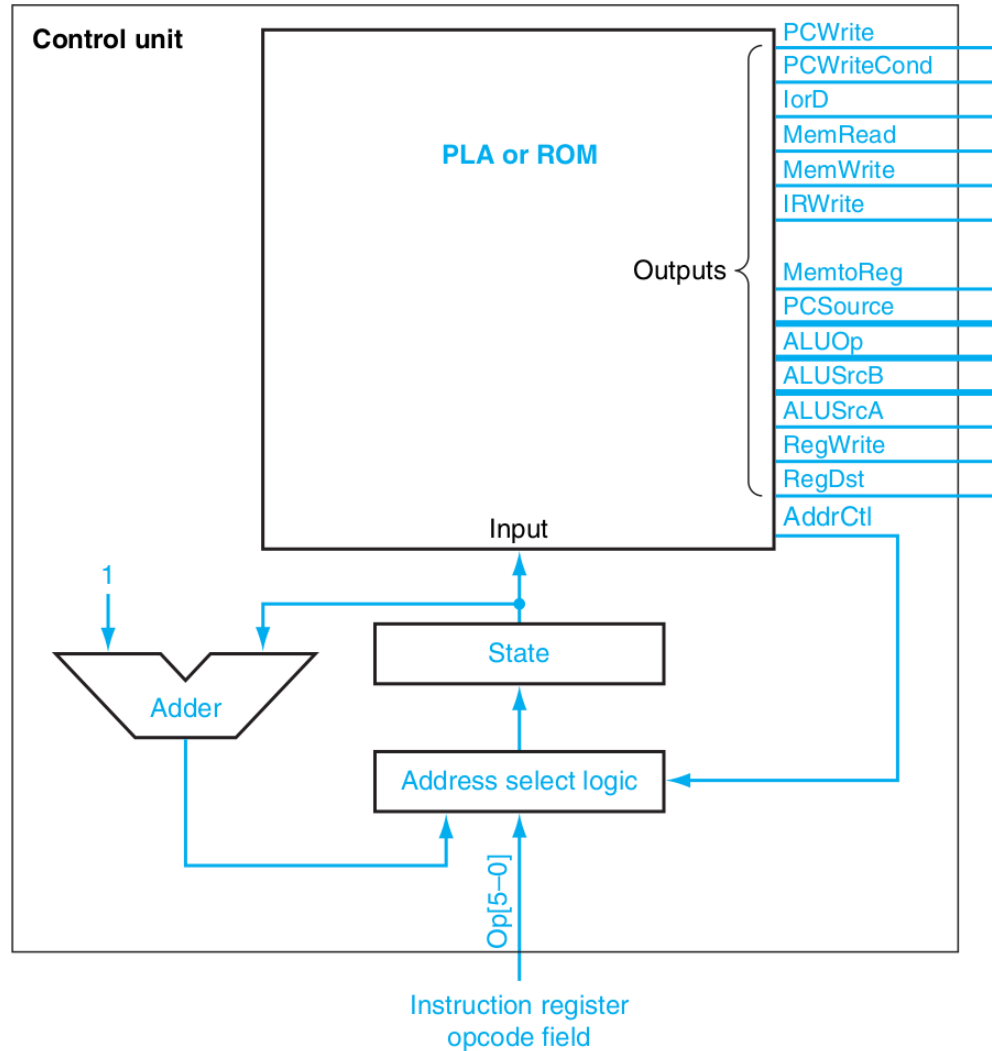 Control unit
PLA or ROM
Outputs
PCWrite
PCWriteCond
IorD
MemRead
MemWrite
IRWrite
MemtoReg
PCSource
ALUOp
ALUSrcB
ALUSrcA
RegWrite
RegDst
AddrCtl
Input
1
State
Adder
Address select logic
Op[5–0]
Instruction register
opcode field